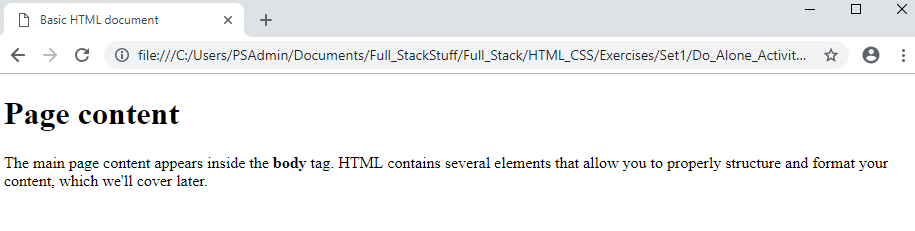 Basic HTML document
file:///C:/Users/PSAdmin/Documents/Full_StackStuff/Full_Stack/HTML_CSS/Exercises/Set1/Do_Alone_Activit...
Page content
The main page content appears inside the body tag. HTML contains several elements that allow you to properly structure and format your
content, which we'll cover later.